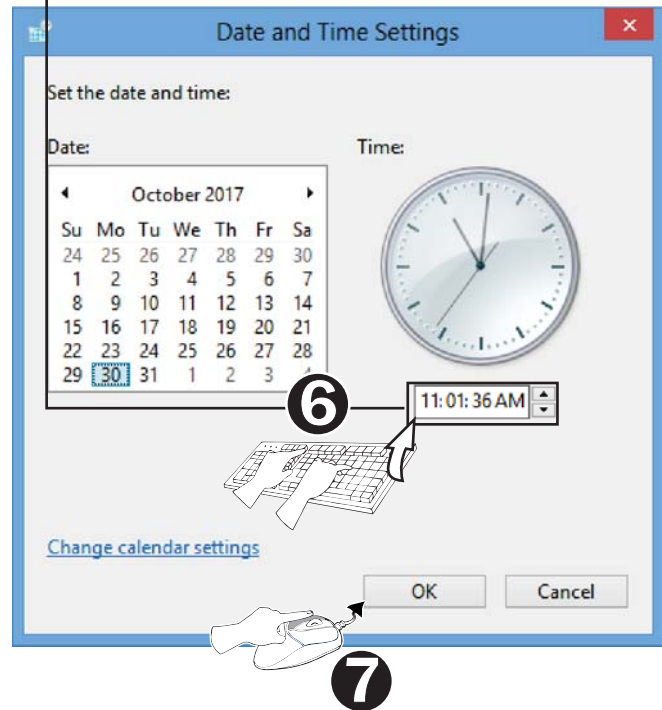 Date and Time Settings
Set the date and time:
Date:
Time:
October 2017
Su Mo Tu We Th Fr Sa
24 25 26 27 28 29 30
1 2 3 4 5 6 7
8 9 10 11 12 13 14
15 16 17 18 19 20 21
22 23 24 25 26 27 28
29 30 31 1 2 3 4
6
11:01:36 AM
Change calendar settings
OK Cancel
7